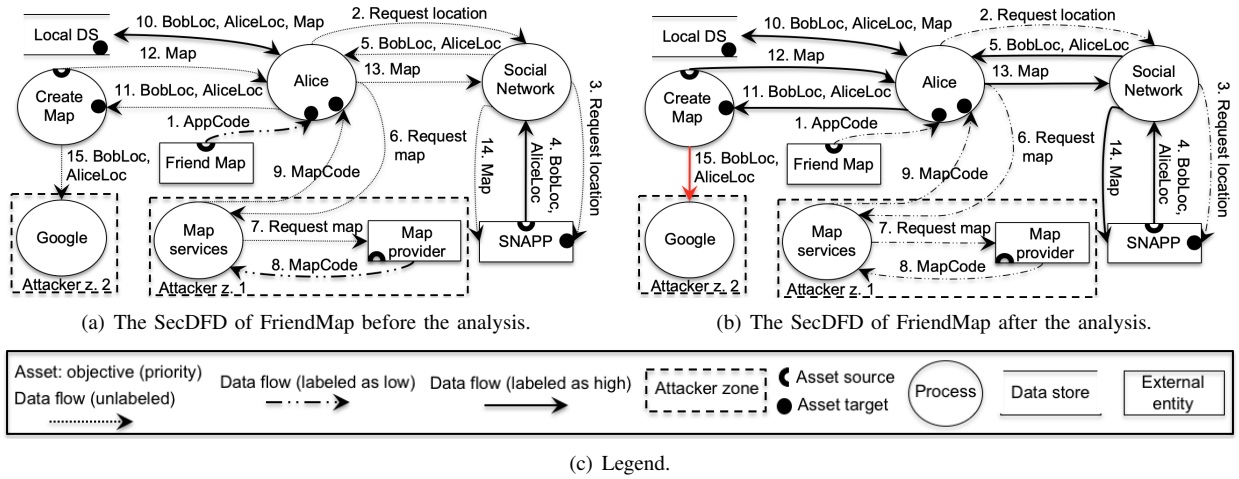 10. BobLoc, AliceLoc, Map
2. Request location
Local DS
12. Map
5. BobLoc, AliceLoc
Alice
13. Map
Social
Network
Create
Map
11. BobLoc, AliceLoc
1. AppCode
Friend Map
6. Request
map
3. Request location
14. Map
4. BobLoc,
AliceLoc
15. BobLoc,
AliceLoc
9. MapCode
Google
Attacker z. 2
Map
services
7. Request map
Map
provider
8. MapCode
Attacker z. 1
SNAPP
(a) The SecDFD of FriendMap before the analysis.
10. BobLoc, AliceLoc, Map
2. Request location
Local DS
12. Map
5. BobLoc, AliceLoc
Alice
13. Map
Social
Network
Create
Map
11. BobLoc, AliceLoc
1. AppCode
Friend Map
6. Request
map
3. Request location
14. Map
4. BobLoc,
AliceLoc
15. BobLoc,
AliceLoc
9. MapCode
Google
Attacker z. 2
Map
services
7. Request map
Map
provider
8. MapCode
Attacker z. 1
SNAPP
(b) The SecDFD of FriendMap after the analysis.
Asset: objective (priority)
Data flow (unlabeled)
Data flow (labeled as low)
Data flow (labeled as high)
Attacker zone
Asset source
Asset target
Process
Data store
External
entity
(c) Legend.